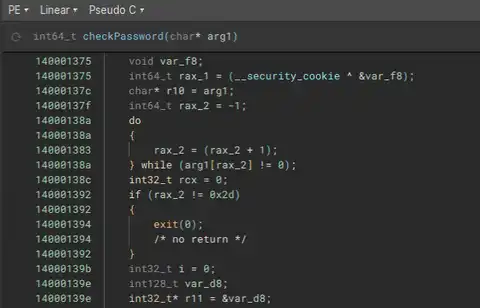 PE▾ Linear▾ Pseudo C▾
int64_t checkPassword(char* arg1)
140001375 void var_f8;
140001375 int64_t rax_1 = (__security_cookie ^ &var_f8);
14000137c char* r10 = arg1;
14000137f int64_t rax_2 = -1;
14000138a do
14000138a {
140001383 rax_2 = (rax_2 + 1);
14000138a } while (arg1[rax_2] != 0);
14000138c int32_t rcx = 0;
140001392 if (rax_2 != 0x2d)
140001392 {
140001394 exit(0);
140001394 /* no return */
140001392 }
14000139b int32_t i = 0;
14000139e int128_t var_d8;
14000139e int32_t* r11 = &var_d8;